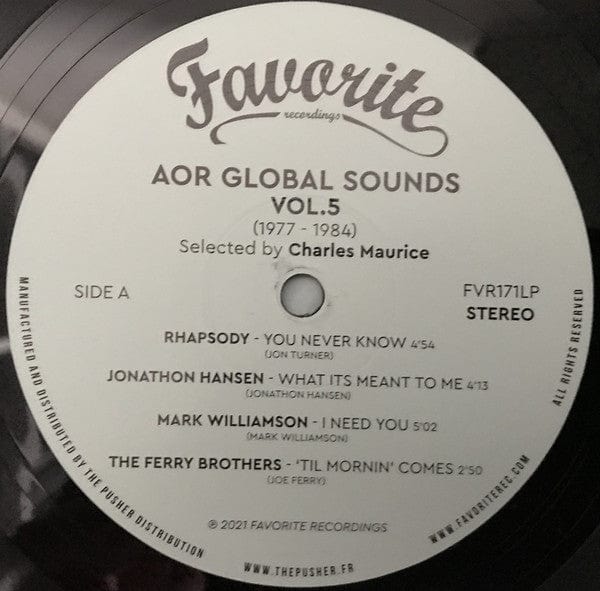 Favorite
recordings
AOR GLOBAL SOUNDS
VOL.5
(1977 - 1984)
Selected by Charles Maurice
SIDE A
FVR171LP
STEREO
RHAPSODY - YOU NEVER KNOW 4'54
(JON TURNER)
JONATHON HANSEN - WHAT ITS MEANT TO ME 4'13
(JONATHON HANSEN)
MARK WILLIAMSON - I NEED YOU 5'02
(MARK WILLIAMSON)
THE FERRY BROTHERS - 'TIL MORNIN' COMES 2'50
(JOE FERRY)
℗ 2021 FAVORITE RECORDINGS
MANUFACTURED AND DISTRIBUTED BY THE PUSHER DISTRIBUTION
WWW.THEPUSHER.FR
WWW.FAVORITEREC.COM
ALL RIGHTS RESERVED